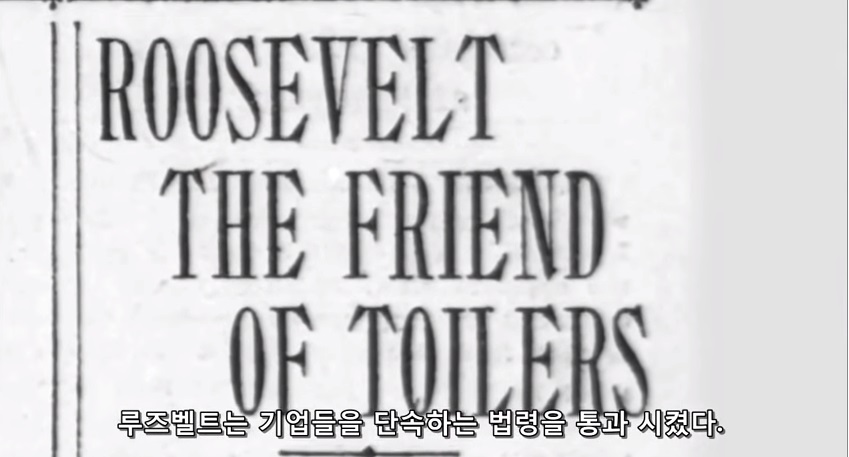 ROOSEVELT
THE FRIEND
OF TOILERS
루즈벨트는 기업들을 단속하는 법령을 통과 시켰다.